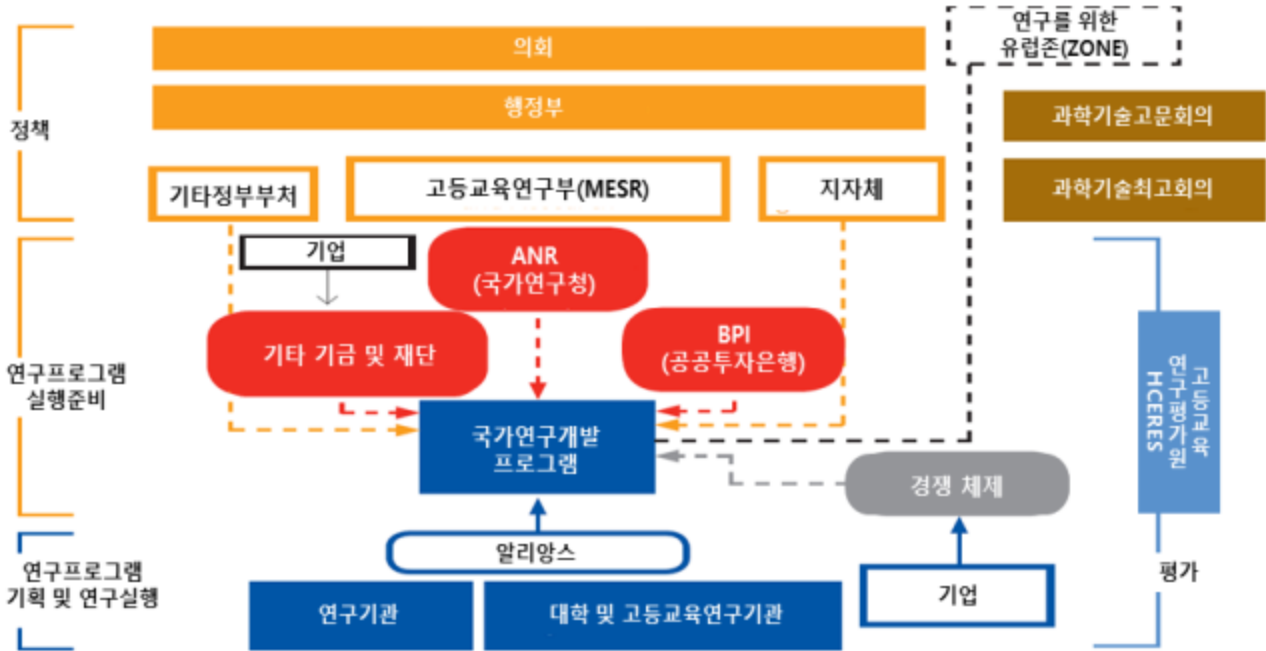 연구를 위한
유럽존(ZONE)
의회
행정부
정책
과학기술고문회의
과학기술최고회의
기타정부부처
고등교육연구부(MESR)
지자체
기업
ANR
(국가연구청)
기타 기금 및 재단
BPI
(공공투자은행)
연구프로그램
실행준비
국가연구개발
프로그램
고등교육
연구평가원
HCERES
경쟁 체제
알리앙스
연구프로그램
기획 및 연구실행
연구기관
대학 및 고등교육연구기관
기업
평가